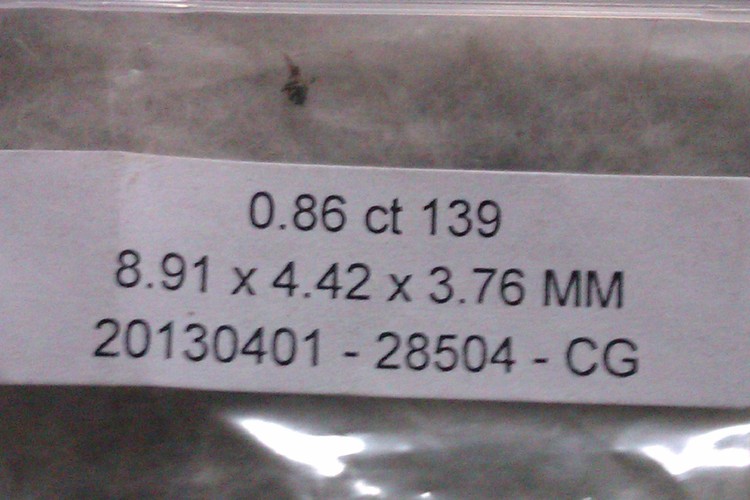 0.86 ct 139
8.91 x 4.42 x 3.76 MM
20130401 - 28504 - CG